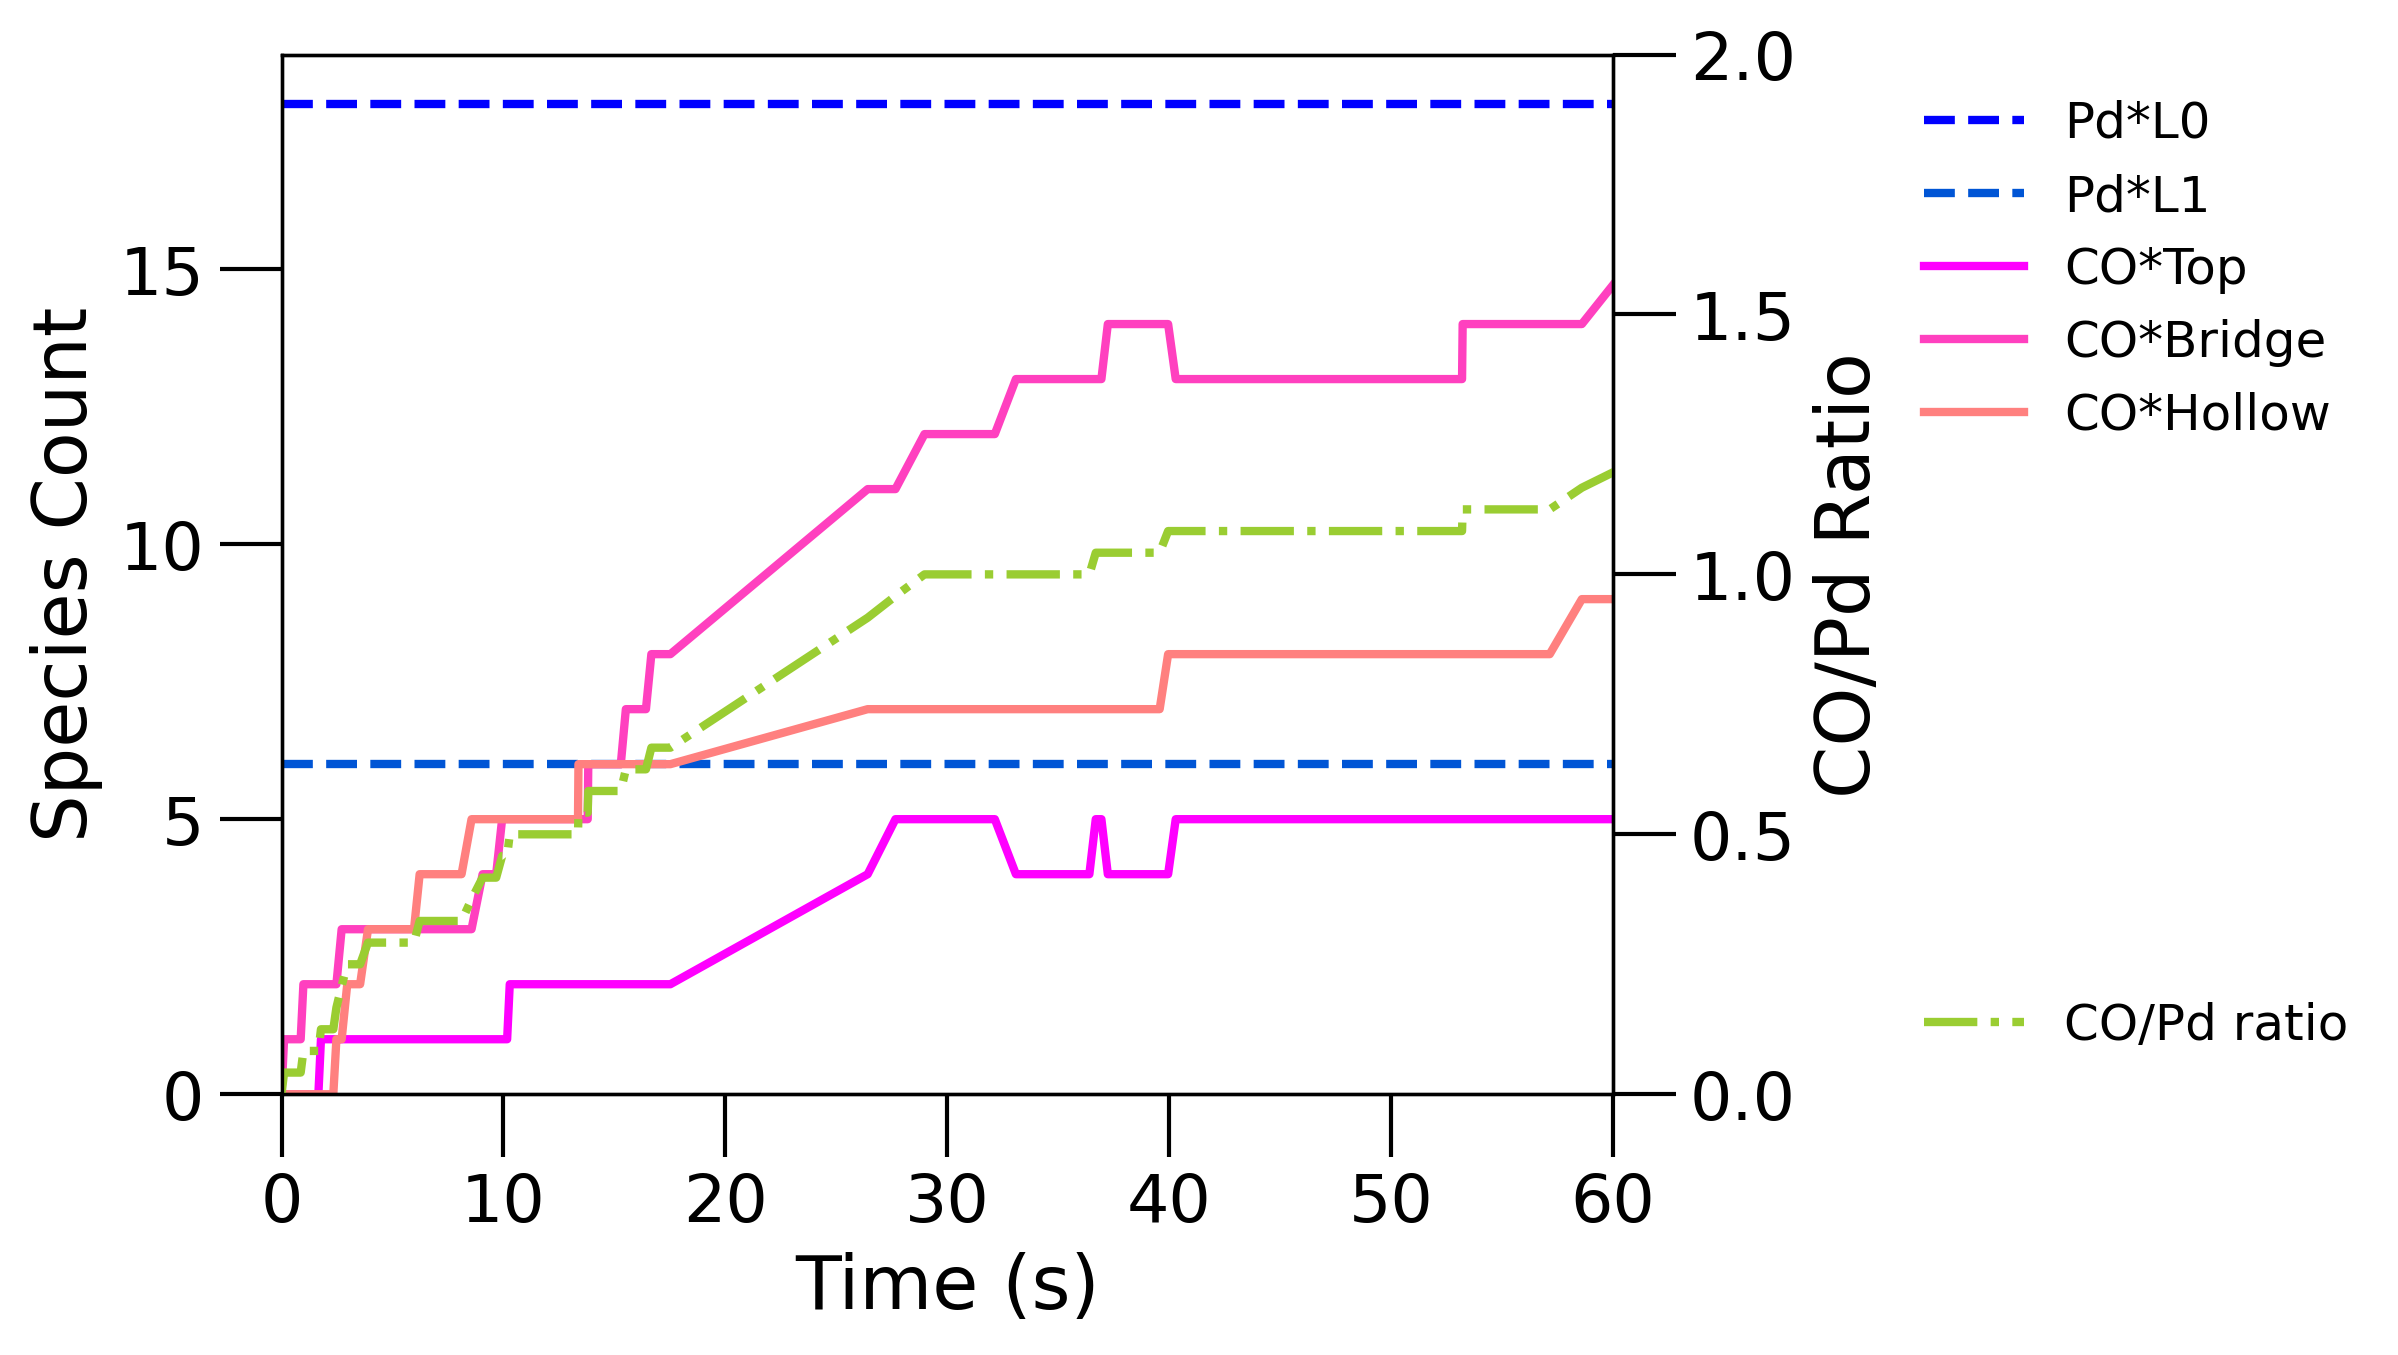 Species Count
15
10
5
0
0 10 20 30 40 50 60
Time (s)
2.0
1.5
1.0
0.5
0.0
CO/Pd Ratio
Pd*L0
Pd*L1
CO*Top
CO*Bridge
CO*Hollow
CO/Pd ratio